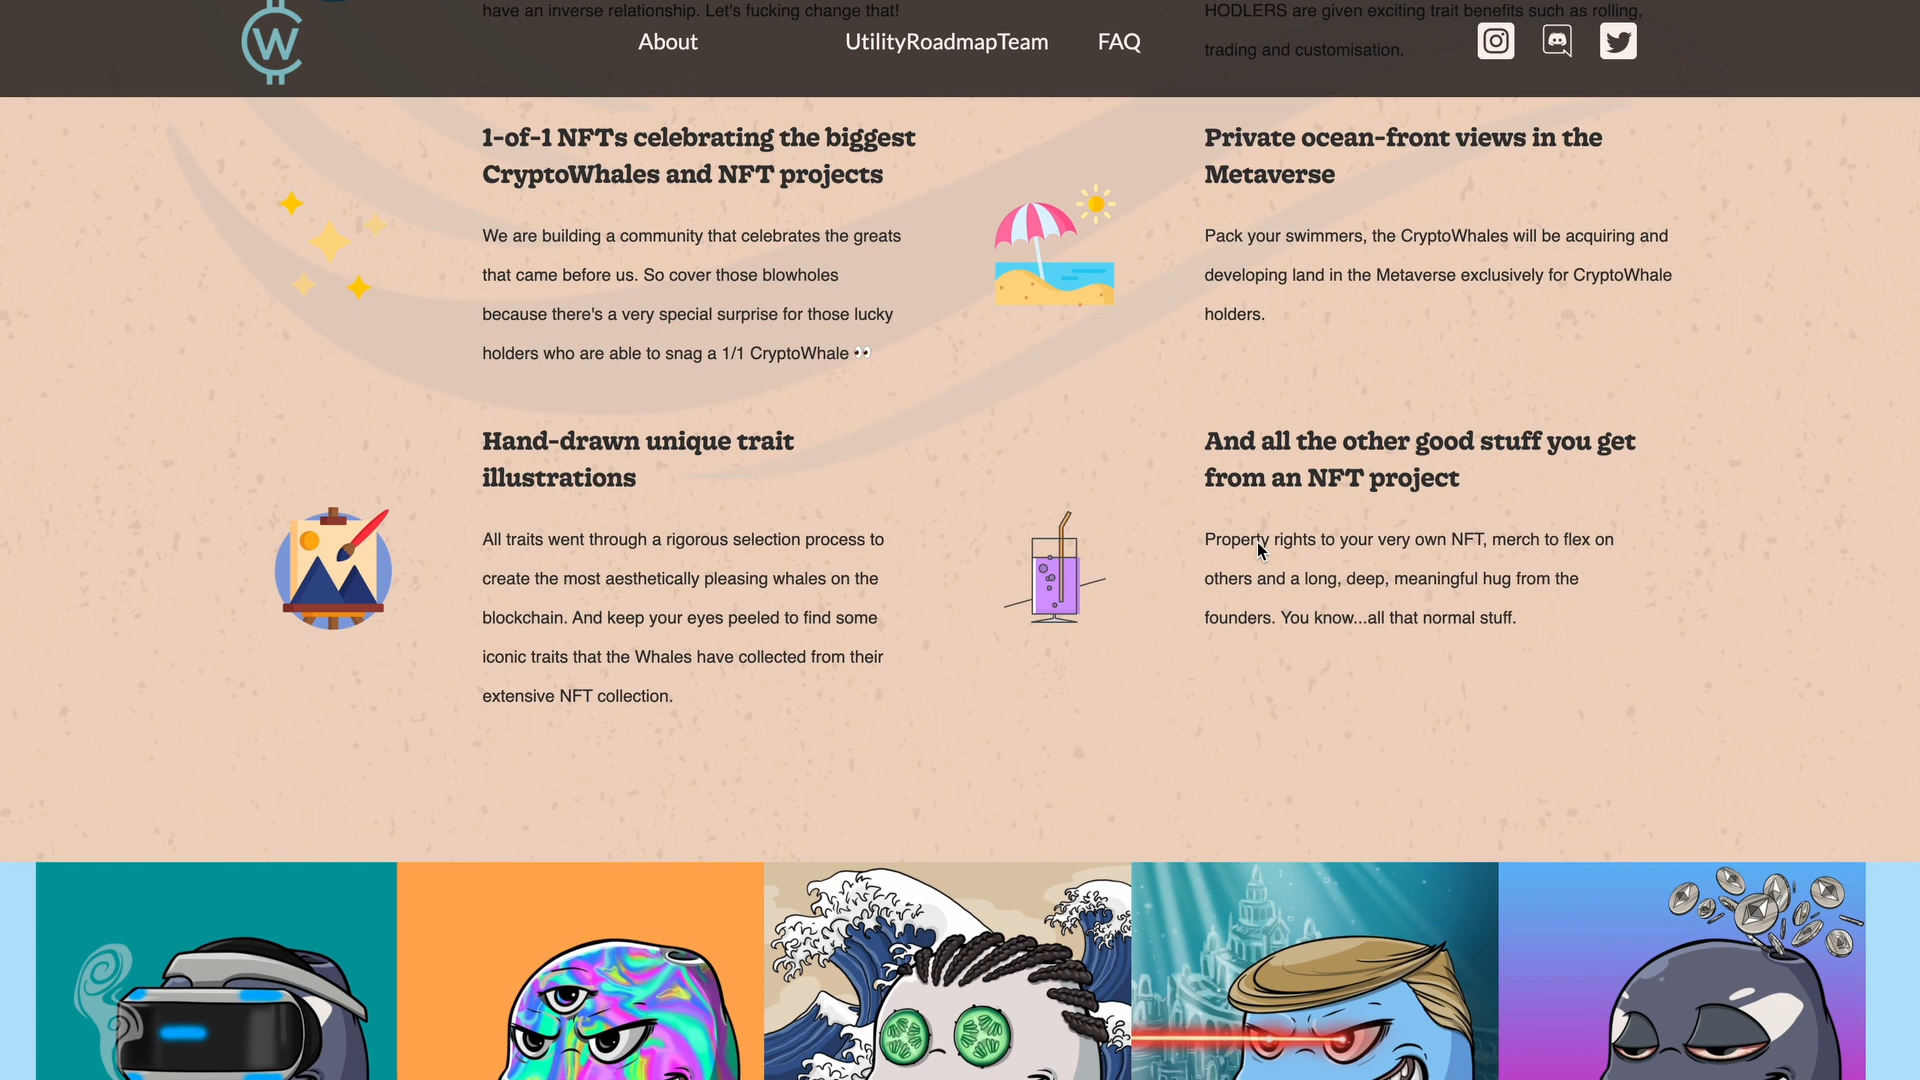 have an inverse relationship. Let's fucking change that!
HODLERS are given exciting trait benefits such as rolling,
trading and customisation.
W
About
UtilityRoadmapTeam
FAQ
1-of-1 NFTs celebrating the biggest
CryptoWhales and NFT projects
We are building a community that celebrates the greats
that came before us. So cover those blowholes
because there's a very special surprise for those lucky
holders who are able to snag a 1/1 CryptoWhale 👀
Private ocean-front views in the
Metaverse
Pack your swimmers, the CryptoWhales will be acquiring and
developing land in the Metaverse exclusively for CryptoWhale
holders.
Hand-drawn unique trait
illustrations
All traits went through a rigorous selection process to
create the most aesthetically pleasing whales on the
blockchain. And keep your eyes peeled to find some
iconic traits that the Whales have collected from their
extensive NFT collection.
And all the other good stuff you get
from an NFT project
Property rights to your very own NFT, merch to flex on
others and a long, deep, meaningful hug from the
founders. You know...all that normal stuff.